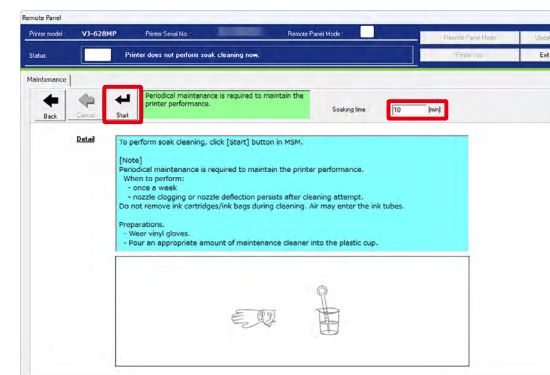 Remote Panel
Printer model : VJ-628MP Printer Serial No. : Remote Panel Mode : Remote Panel Mode Updat
Status: Printer does not perform soak cleaning now. Printer Info Exit
Maintenance
Periodical maintenance is required to maintain the
printer performance.
Soaking time 10 [min]
Back Cancel Start
Detail
To perform soak cleaning, click [Start] button in MSM.
[Note]
Periodical maintenance is required to maintain the printer performance.
When to perform:
- once a week
- nozzle clogging or nozzle deflection persists after cleaning attempt.
Do not remove ink cartridges/ink bags during cleaning. Air may enter the ink tubes.
Preparations.
- Wear vinyl gloves.
- Pour an appropriate amount of maintenance cleaner into the plastic cup.